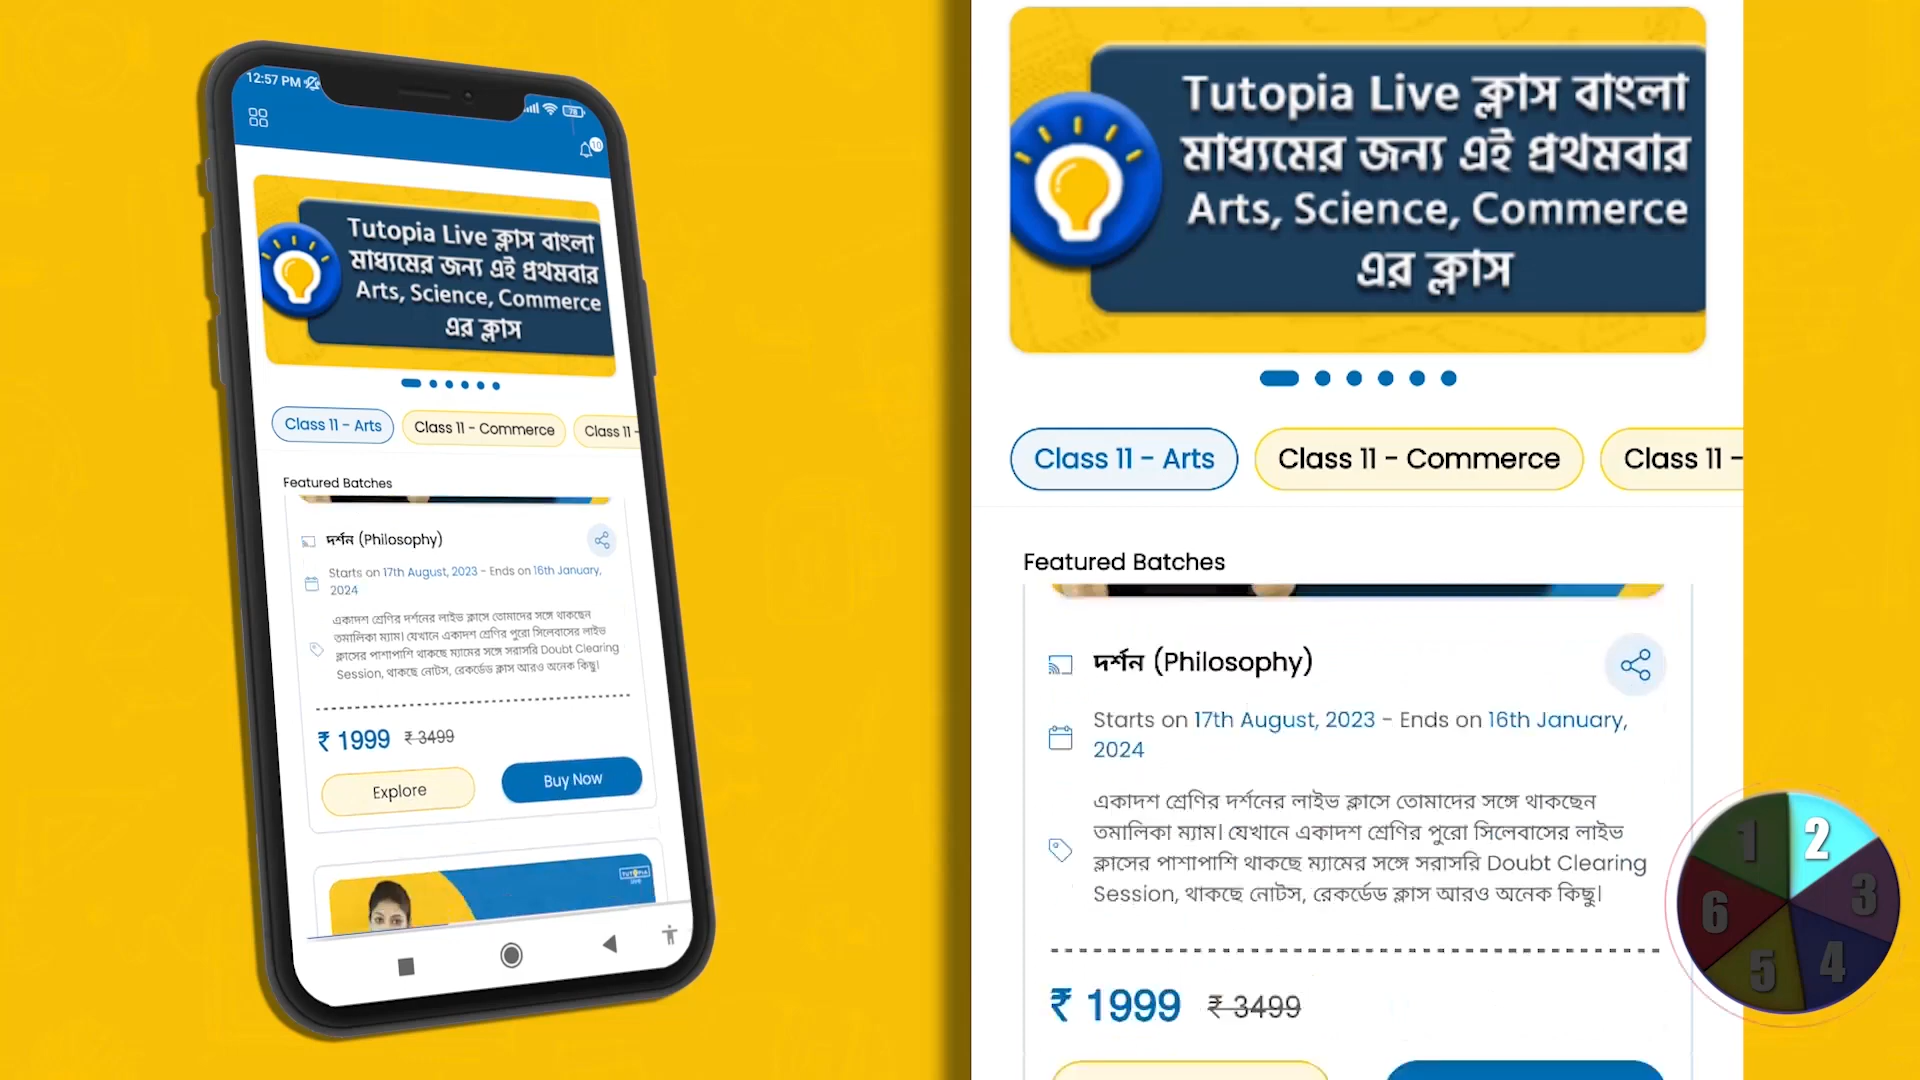 12:57 PM
78
10
Tutopia Live ক্লাস বাংলা
মাধ্যমের জন্য এই প্রথমবার
Arts, Science, Commerce
এর ক্লাস
Class 11 - Arts
Class 11 - Commerce
Class 11 -
Featured Batches
দর্শন (Philosophy)
Starts on 17th August, 2023 - Ends on 16th January,
2024
একাদশ শ্রেণির দর্শনের লাইভ ক্লাসে তোমাদের সঙ্গে থাকছেন
তমালিকা ম্যাম। যেখানে একাদশ শ্রেণির পুরো সিলেবাসের লাইভ
ক্লাসের পাশাপাশি থাকছে ম্যামের সঙ্গে সরাসরি Doubt Clearing
Session, থাকছে নোটস, রেকর্ডেড ক্লাস আরও অনেক কিছু।
₹ 1999 ₹ 3499
Explore
Buy Now
TUTOPIA
live
Tutopia Live ক্লাস বাংলা
মাধ্যমের জন্য এই প্রথমবার
Arts, Science, Commerce
এর ক্লাস
Class 11 - Arts
Class 11 - Commerce
Class 11 -
Featured Batches
দর্শন (Philosophy)
Starts on 17th August, 2023 - Ends on 16th January,
2024
একাদশ শ্রেণির দর্শনের লাইভ ক্লাসে তোমাদের সঙ্গে থাকছেন
তমালিকা ম্যাম। যেখানে একাদশ শ্রেণির পুরো সিলেবাসের লাইভ
ক্লাসের পাশাপাশি থাকছে ম্যামের সঙ্গে সরাসরি Doubt Clearing
Session, থাকছে নোটস, রেকর্ডেড ক্লাস আরও অনেক কিছু।
₹ 1999 ₹ 3499
1
2
3
4
5
6